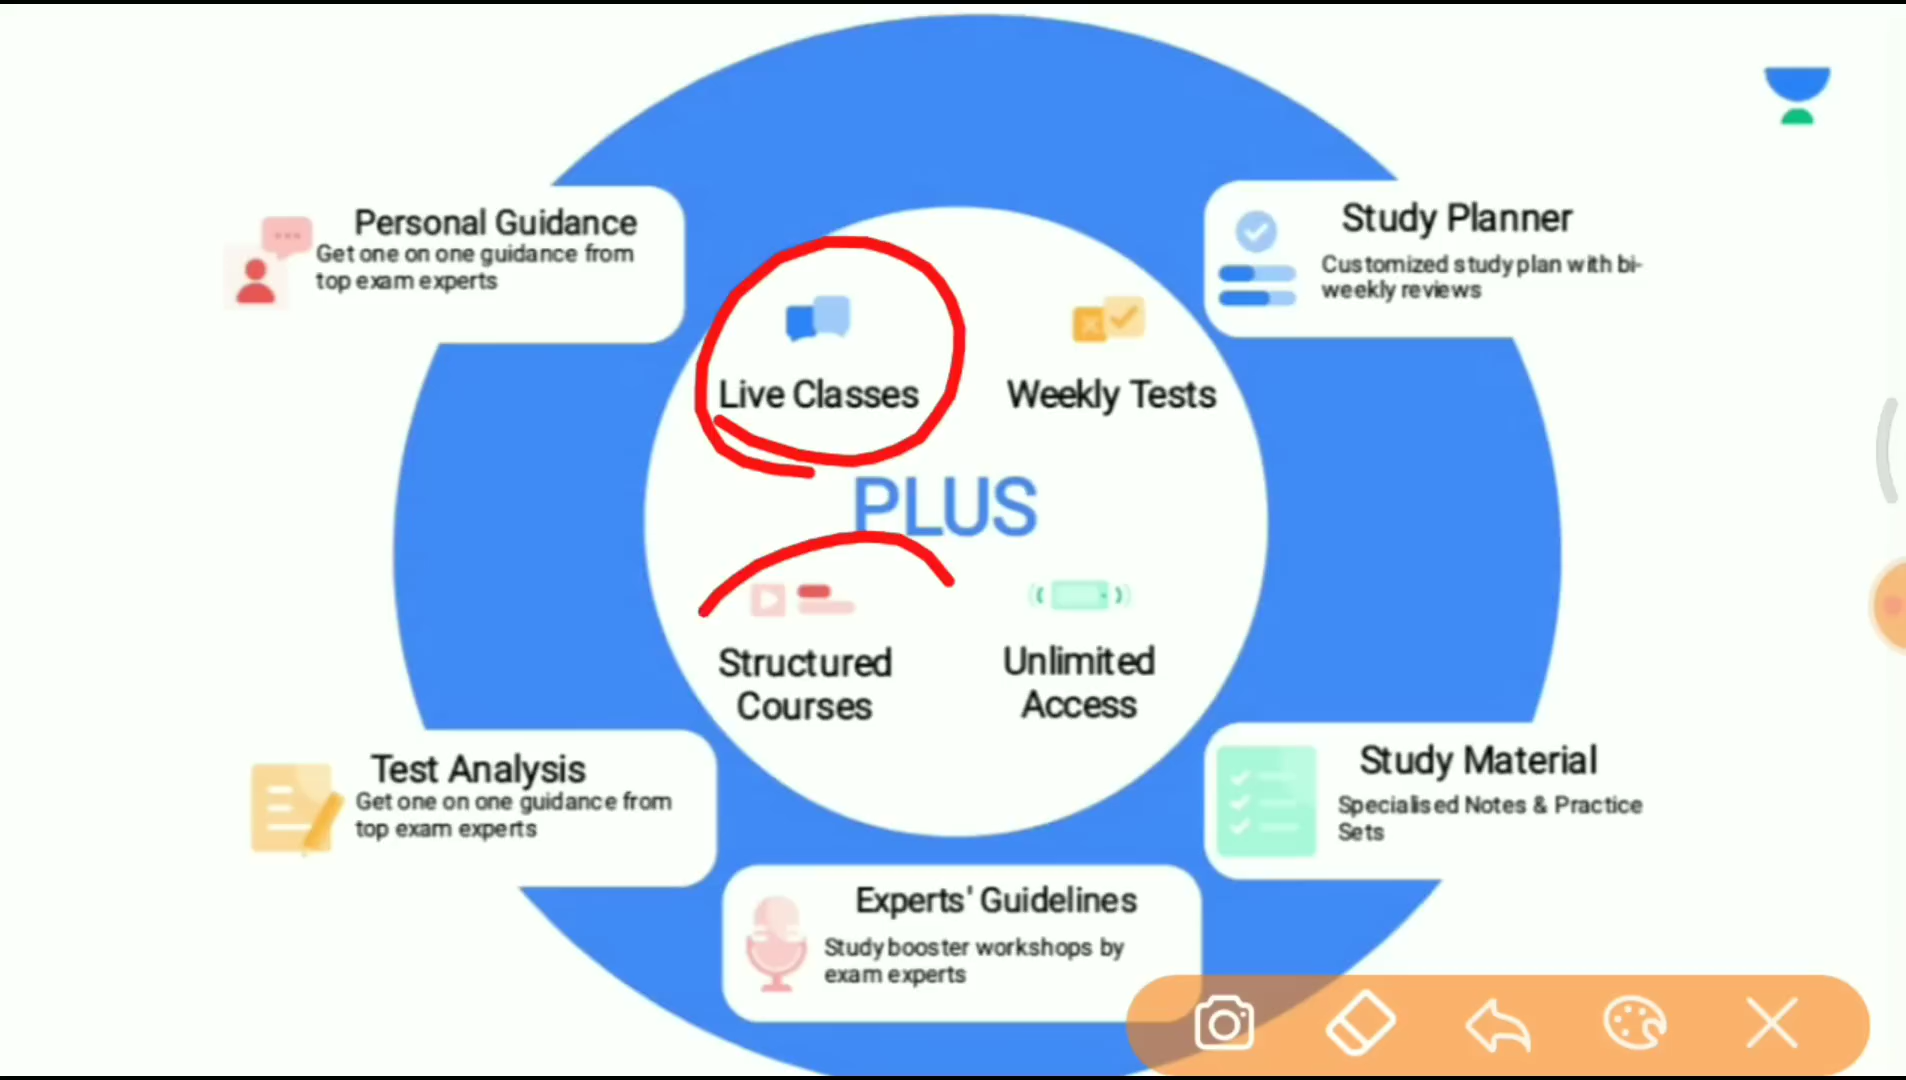 Personal Guidance
Get one on one guidance from
top exam experts
Study Planner
Customized study plan with bi-
weekly reviews
Live Classes
Weekly Tests
PLUS
Structured
Courses
Unlimited
Access
Test Analysis
Get one on one guidance from
top exam experts
Study Material
Specialised Notes & Practice
Sets
Experts' Guidelines
Study booster workshops by
exam experts